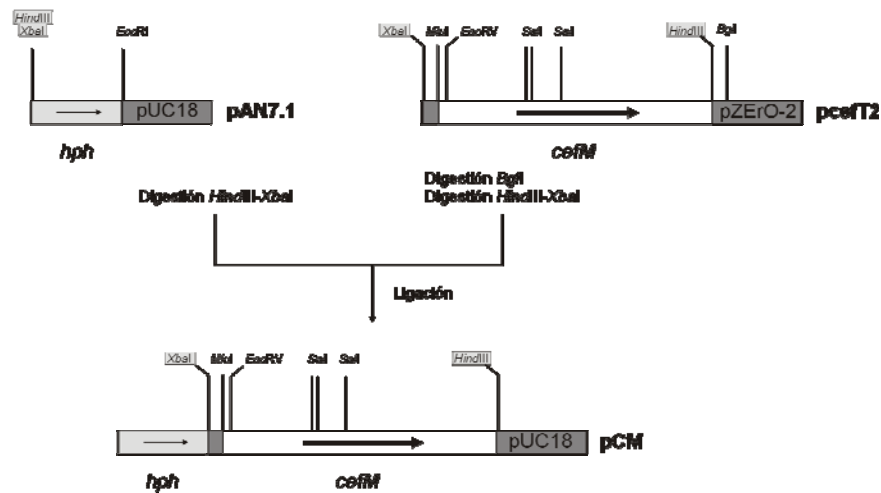 HindIII
XbaI
EcoRI
pUC18
pAN7.1
hph
XbaI
MluI
EcoRV
SalI
SalI
HindIII
BglI
pZErO-2
pcefT2
cefM
Digestión HindIII-XbaI
Digestión BglI
Digestión HindIII-XbaI
Ligación
XbaI
MluI
EcoRV
SalI
SalI
HindIII
pUC18
pCM
hph
cefM